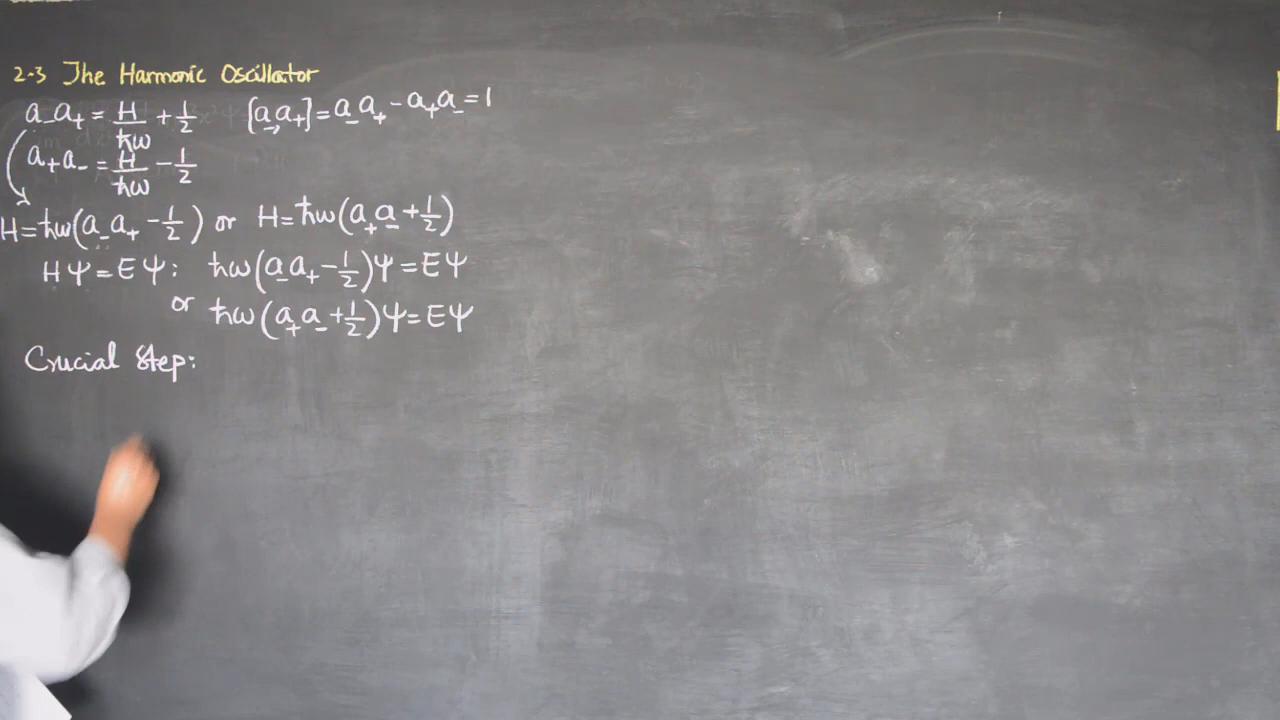 2-3 The Harmonic Oscillator
a₋a₊ = H/ħω + 1/2 [a₋,a₊] = a₋a₊ - a₊a₋ = 1
a₊a₋ = H/ħω - 1/2
H = ħω(a₋a₊ - 1/2) or H = ħω(a₊a₋ + 1/2)
HΨ = EΨ: ħω(a₋a₊ - 1/2)Ψ = EΨ
or ħω(a₊a₋ + 1/2)Ψ = EΨ
Crucial Step: